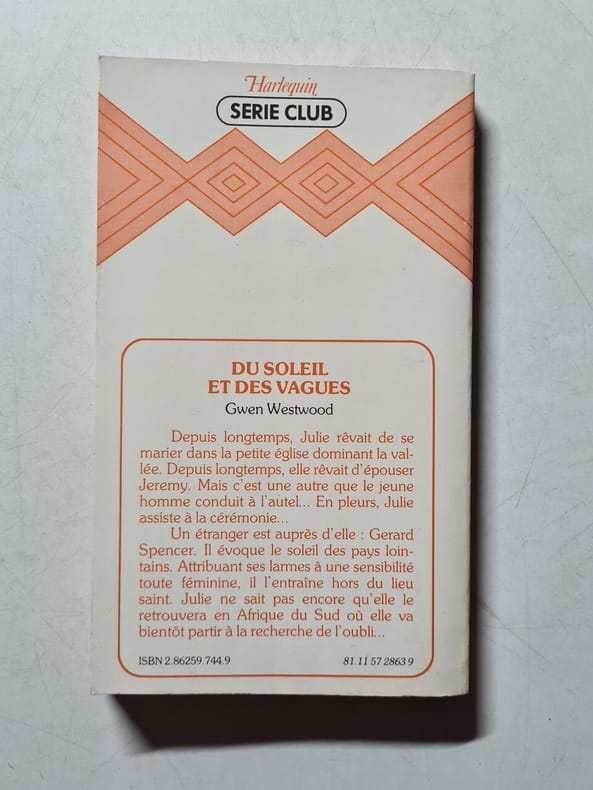 Harlequin
SERIE CLUB
DU SOLEIL
ET DES VAGUES
Gwen Westwood
Depuis longtemps, Julie rêvait de se
marier dans la petite église dominant la val-
lée. Depuis longtemps, elle rêvait d'épouser
Jeremy. Mais c'est une autre que le jeune
homme conduit à l'autel... En pleurs, Julie
assiste à la cérémonie...
Un étranger est auprès d'elle : Gerard
Spencer. Il évoque le soleil des pays loin-
tains. Attribuant ses larmes à une sensibilité
toute féminine, il l'entraîne hors du lieu
saint. Julie ne sait pas encore qu'elle le
retrouvera en Afrique du Sud où elle va
bientôt partir à la recherche de l'oubli...
ISBN 2.86259.744.9 81.11 57 2863 9